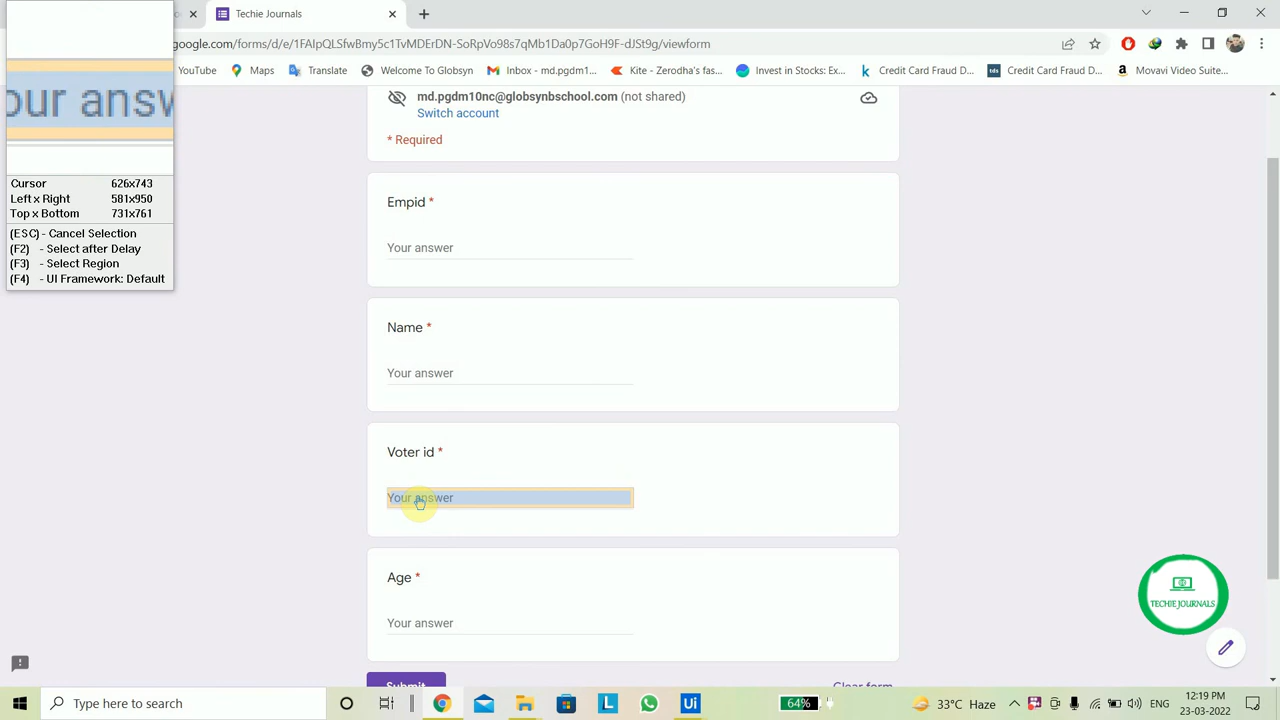 Techie Journals
google.com/forms/d/e/1FAIpQLSfwBmy5c1TvMDYrDN-SoRpVo98s7qMb1Da0p7GoH9F-dJSt9g/viewform
YouTube
Maps
Translate
Welcome To Globsyn
Inbox - md.pgdm1...
Kite - Zerodha's fas...
Invest in Stocks: Ex...
Credit Card Fraud D...
tds
Credit Card Fraud D...
Movavi Video Suite...
our answ
Cursor 626x743
Left x Right 581x950
Top x Bottom 731x761
(ESC) - Cancel Selection
(F2) - Select after Delay
(F3) - Select Region
(F4) - UI Framework: Default
md.pgdm10nc@globsynbschool.com (not shared)
Switch account
* Required
Empid *
Your answer
Name *
Your answer
Voter id *
Your answer
Age *
Your answer
Submit
Clear form
TECHIE JOURNALS
Type here to search
L
Ui
64%
33°C Haze
ENG
12:19 PM
23-03-2022